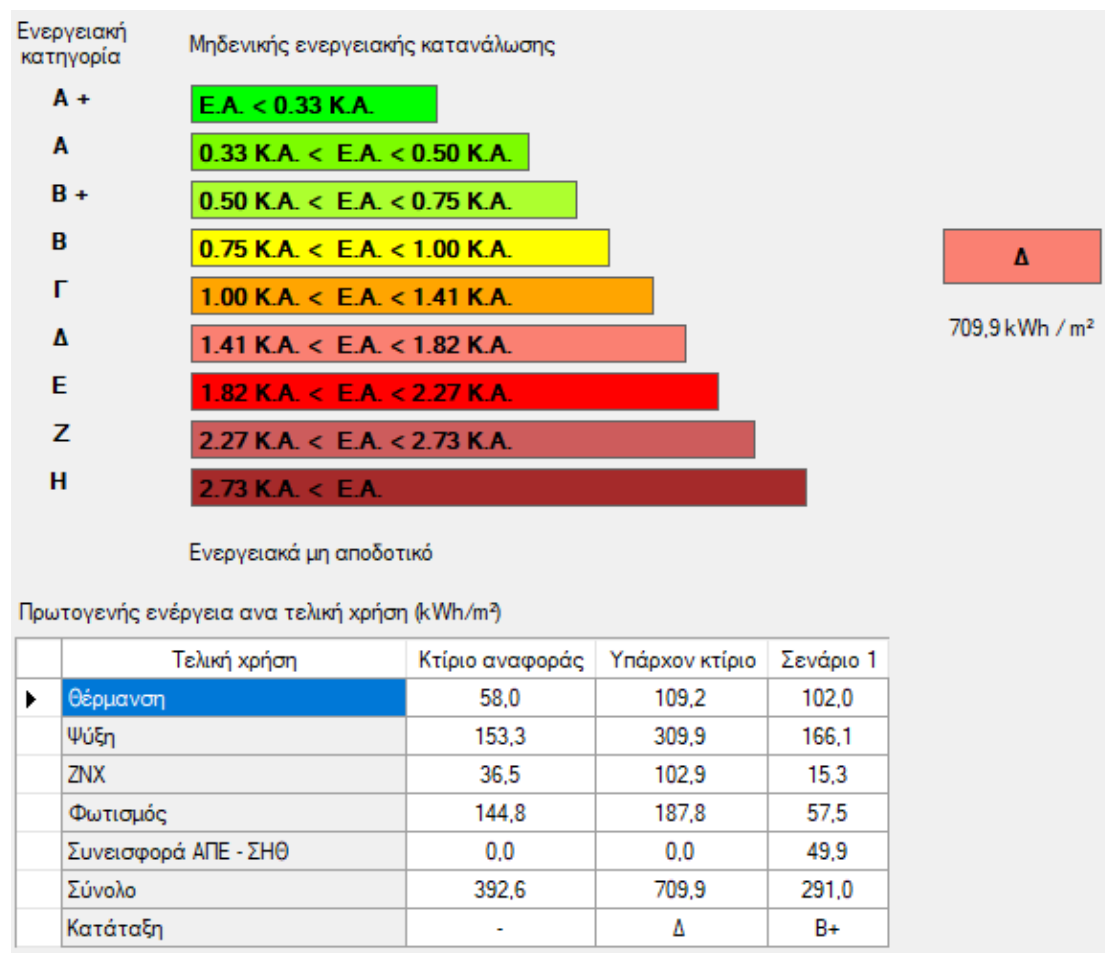 Ενεργειακή
κατηγορία
Μηδενικής ενεργειακής κατανάλωσης
Α + Ε.Α. < 0.33 Κ.Α.
Α 0.33 Κ.Α. < Ε.Α. < 0.50 Κ.Α.
Β + 0.50 Κ.Α. < Ε.Α. < 0.75 Κ.Α.
Β 0.75 Κ.Α. < Ε.Α. < 1.00 Κ.Α.
Δ
Γ 1.00 Κ.Α. < Ε.Α. < 1.41 Κ.Α.
Δ 1.41 Κ.Α. < Ε.Α. < 1.82 Κ.Α.
709,9 kWh / m²
Ε 1.82 Κ.Α. < Ε.Α. < 2.27 Κ.Α.
Ζ 2.27 Κ.Α. < Ε.Α. < 2.73 Κ.Α.
Η 2.73 Κ.Α. < Ε.Α.
Ενεργειακά μη αποδοτικό
Πρωτογενής ενέργεια ανα τελική χρήση (kWh/m²)
Τελική χρήση Κτίριο αναφοράς Υπάρχον κτίριο Σενάριο 1
Θέρμανση 58,0 109,2 102,0
Ψύξη 153,3 309,9 166,1
ΖΝΧ 36,5 102,9 15,3
Φωτισμός 144,8 187,8 57,5
Συνεισφορά ΑΠΕ - ΣΗΘ 0,0 0,0 49,9
Σύνολο 392,6 709,9 291,0
Κατάταξη - Δ Β+